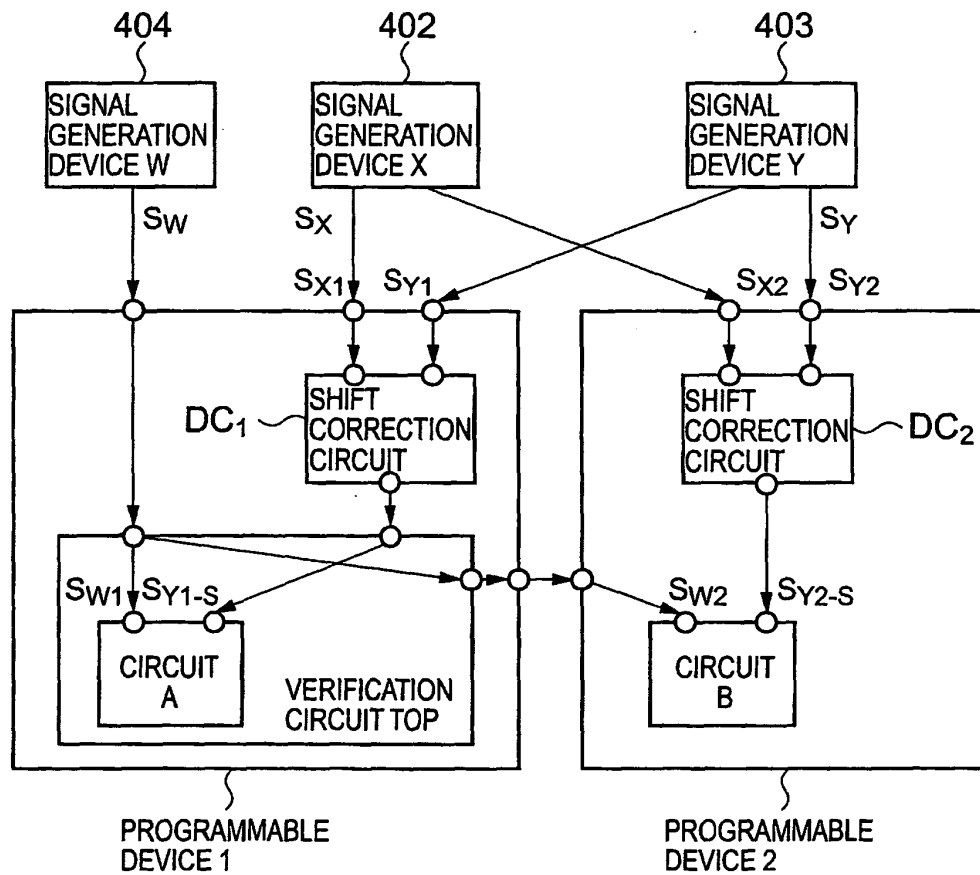 404
402
403
SIGNAL
GENERATION
DEVICE W
SIGNAL
GENERATION
DEVICE X
SIGNAL
GENERATION
DEVICE Y
SW
SX
SY
SX1
SY1
SX2
SY2
DC1
SHIFT
CORRECTION
CIRCUIT
SHIFT
CORRECTION
CIRCUIT
DC2
SW1
SY1-S
SW2
SY2-S
CIRCUIT
A
VERIFICATION
CIRCUIT TOP
CIRCUIT
B
PROGRAMMABLE
DEVICE 1
PROGRAMMABLE
DEVICE 2